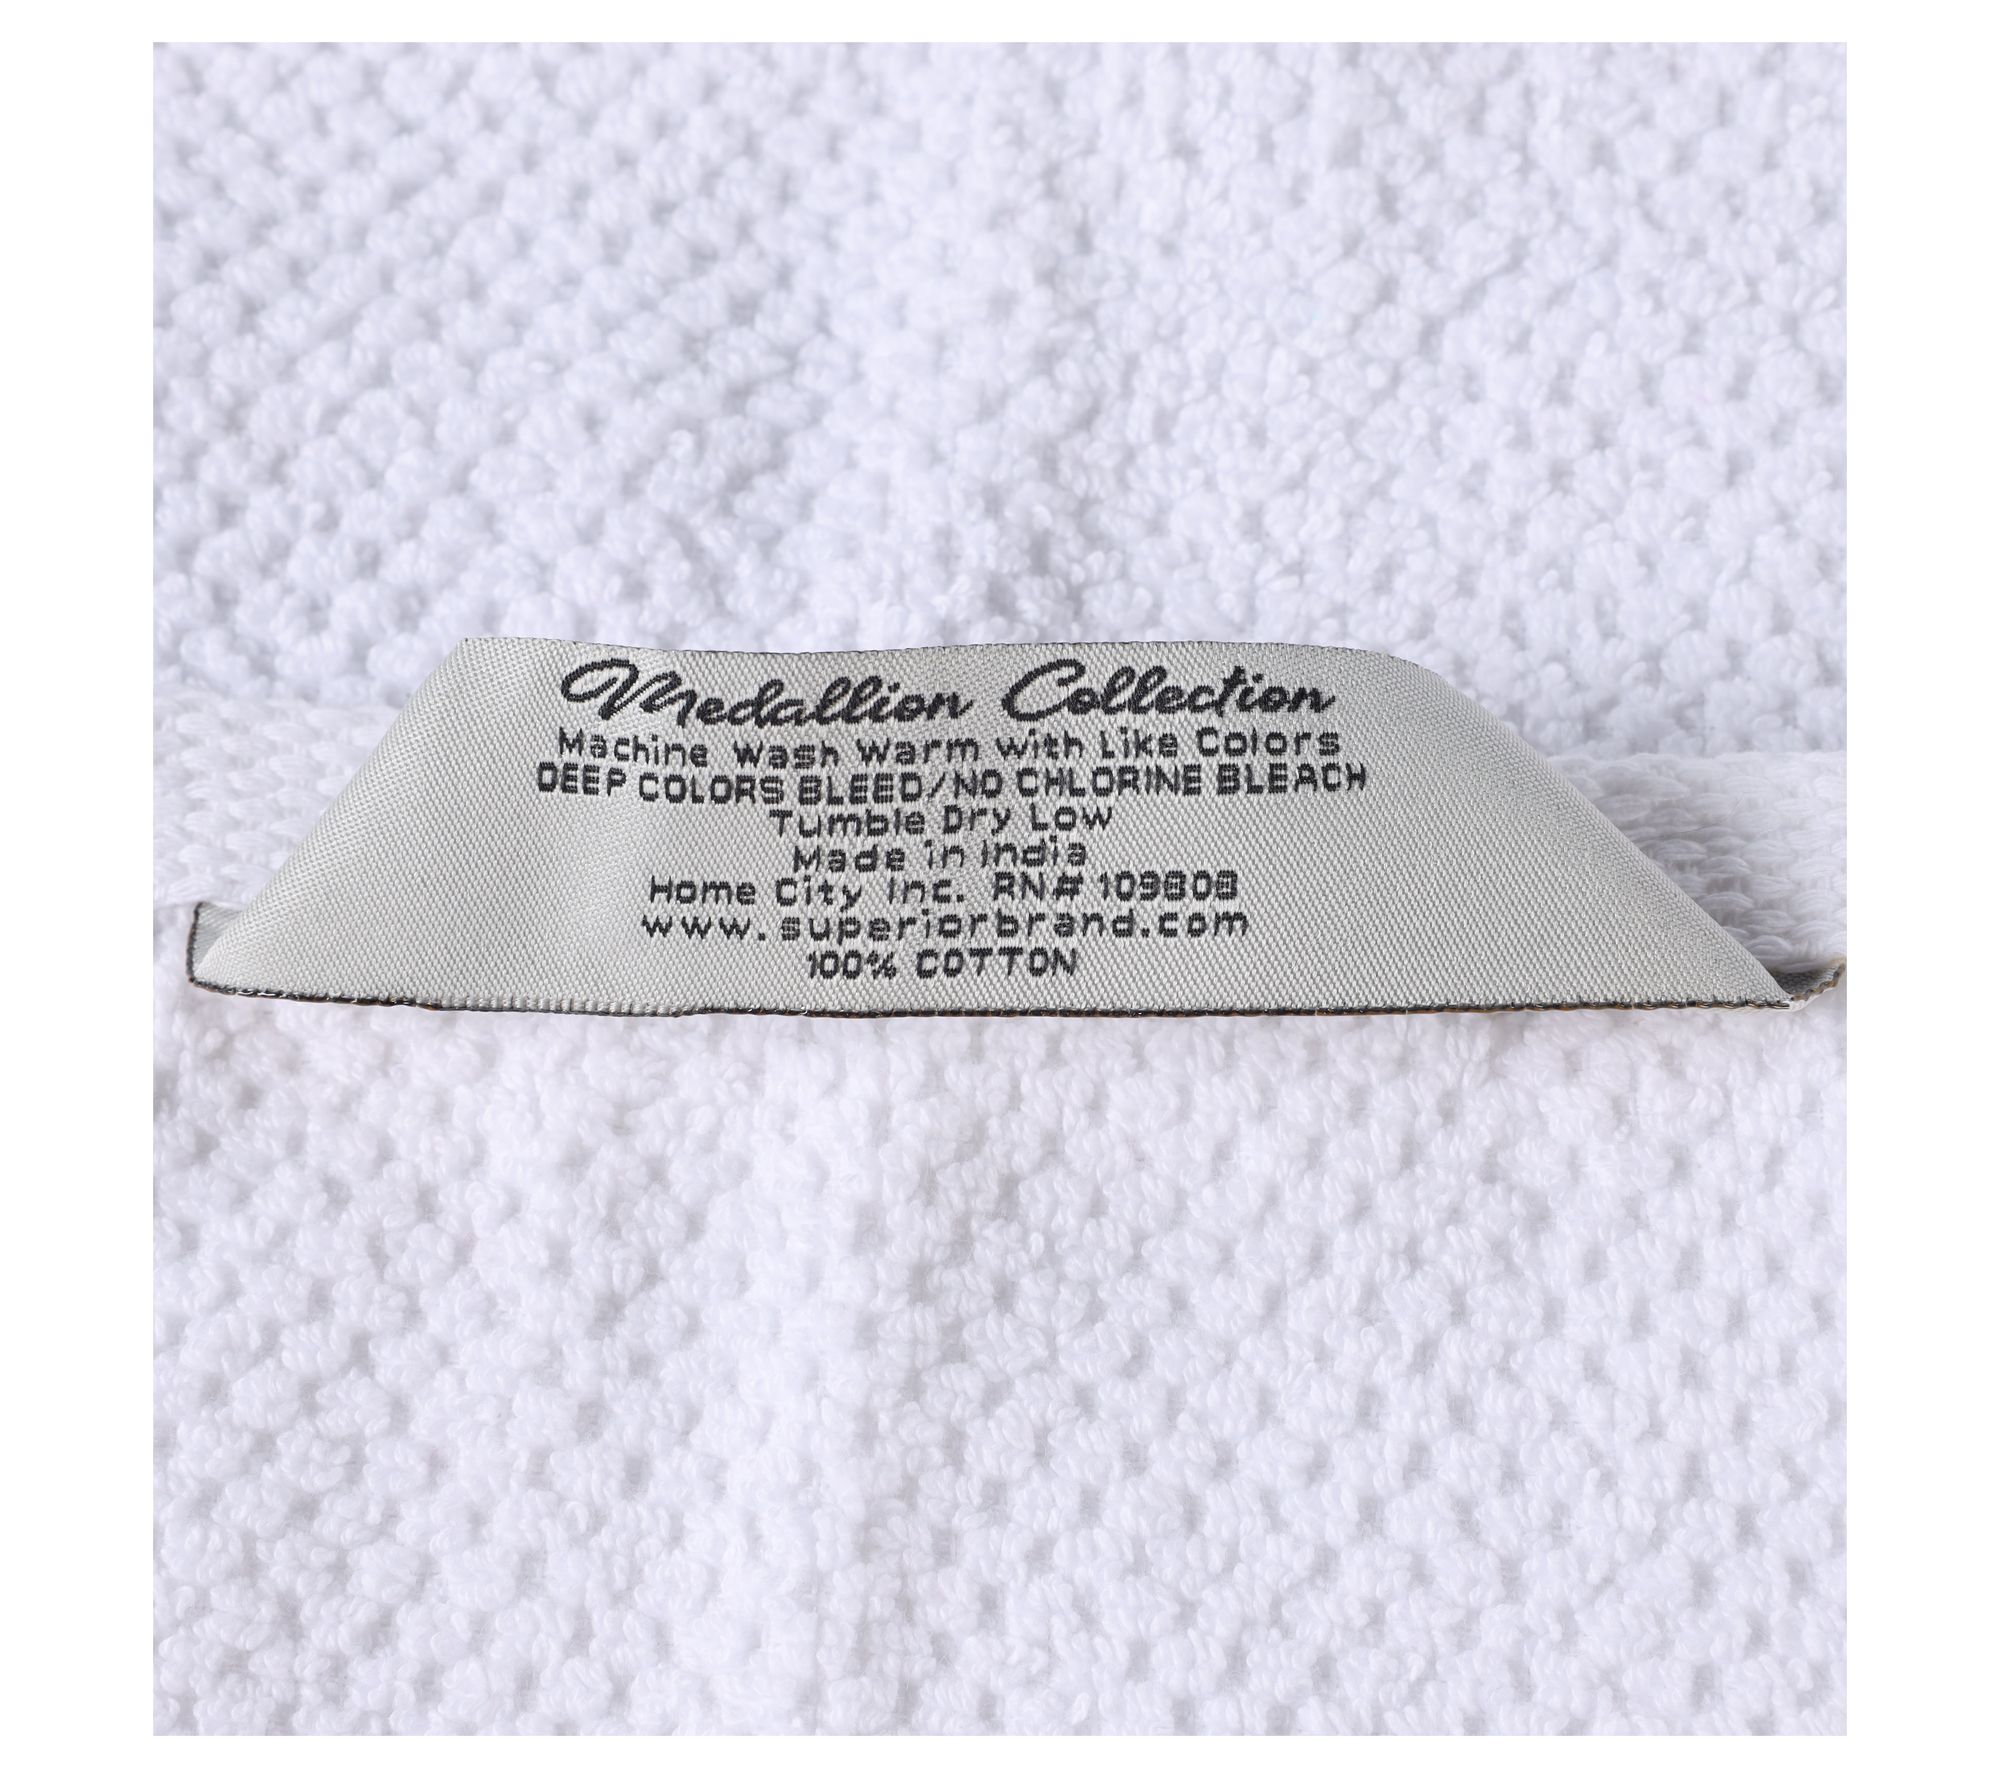 Medallion Collection
Machine Wash Warm with Like Colors
DEEP COLORS BLEED/NO CHLORINE BLEACH
Tumble Dry Low
Made in India
Home City Inc. RN# 109808
www.superiorbrand.com
100% COTTON